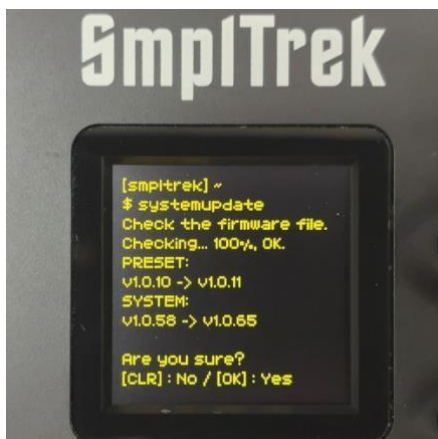 SmplTrek
[smpltrek] ~
$ systemupdate
Check the firmware file.
Checking... 100%, OK.
PRESET:
v1.0.10 -> v1.0.11
SYSTEM:
v1.0.58 -> v1.0.65
Are you sure?
[CLR] : No / [OK] : Yes